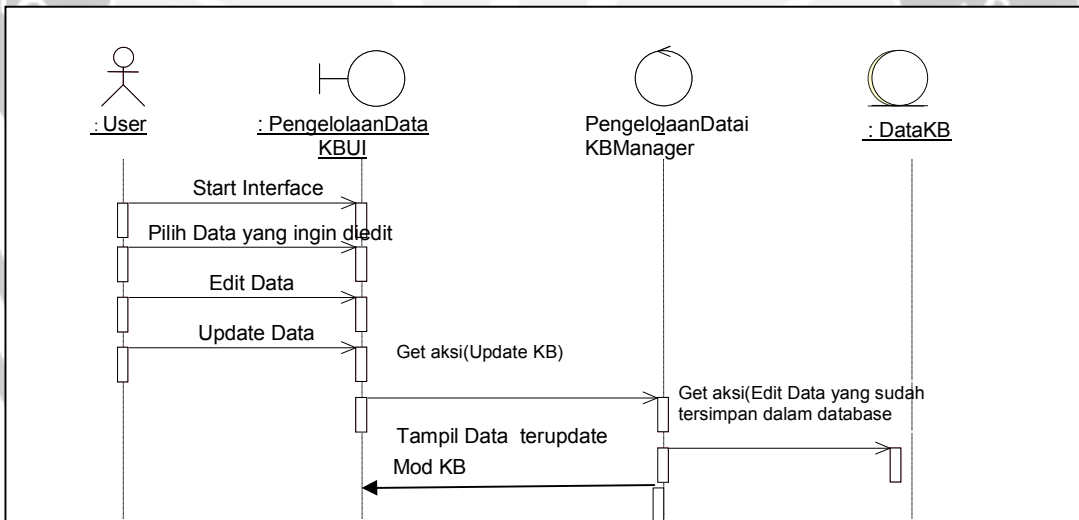 : User
: PengelolaanData
KBUI
:
PengelolaanDatai
KBManager
: DataKB
Start Interface
Pilih Data yang ingin diedit
Edit Data
Update Data
Get aksi(Update KB)
Get aksi(Edit Data yang sudah
tersimpan dalam database
Tampil Data terupdate
Mod KB